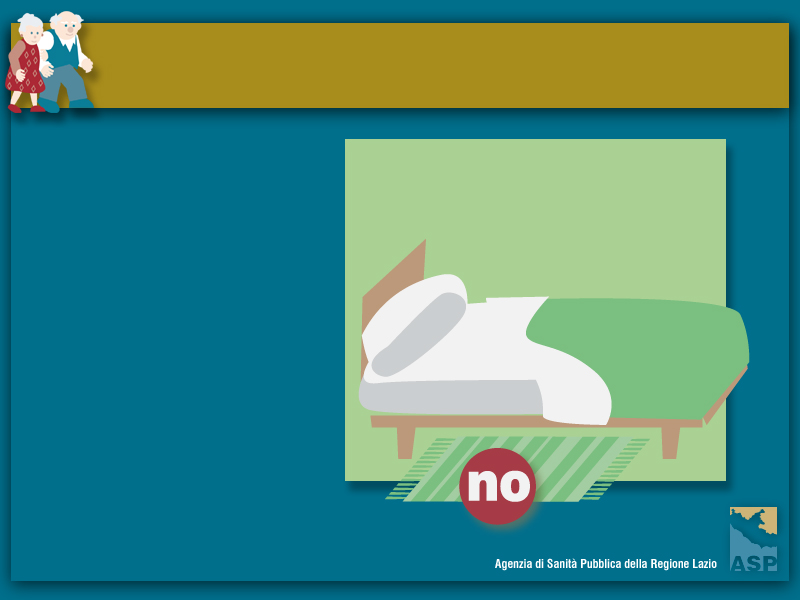 no
Agenzia di Sanità Pubblica della Regione Lazio
ASP